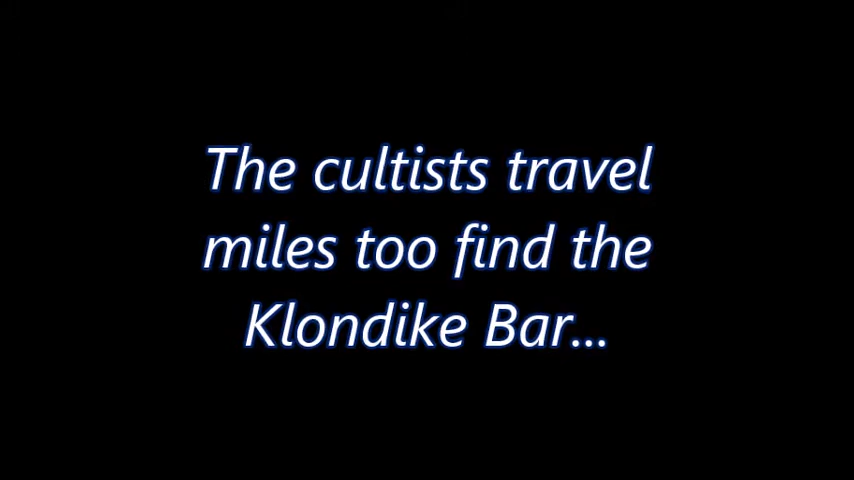 The cultists travel
miles too find the
Klondike Bar...